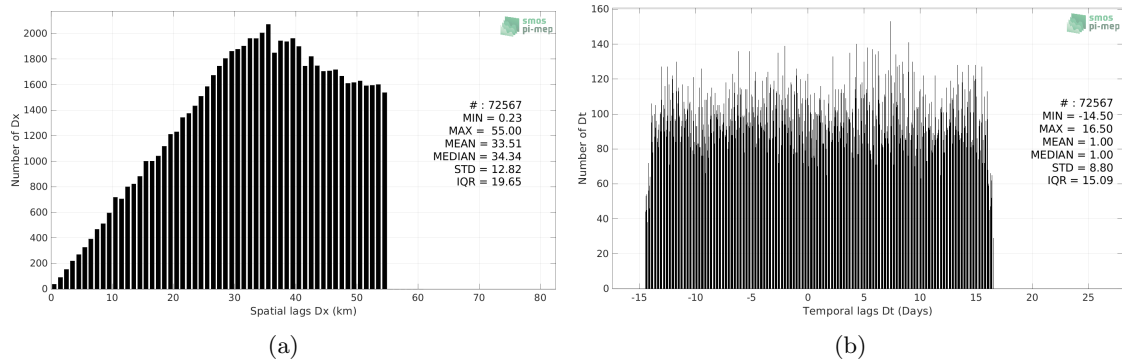 2000
1800
1600
1400
1200
1000
800
600
400
200
0
Number of Dx
0 10 20 30 40 50 60 70 80
Spatial lags Dx (km)
smos
pi-mep
# : 72567
MIN = 0.23
MAX = 55.00
MEAN = 33.51
MEDIAN = 34.34
STD = 12.82
IQR = 19.65
(a)
160
140
120
100
80
60
40
20
0
Number of Dt
-15 -10 -5 0 5 10 15 20 25
Temporal lags Dt (Days)
smos
pi-mep
# : 72567
MIN = -14.50
MAX = 16.50
MEAN = 1.00
MEDIAN = 1.00
STD = 8.80
IQR = 15.09
(b)